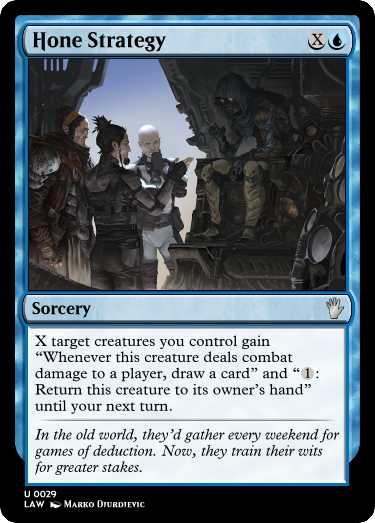 Hone Strategy
X
Sorcery
X target creatures you control gain
“Whenever this creature deals combat
damage to a player, draw a card” and “1:
Return this creature to its owner’s hand”
until your next turn.
In the old world, they’d gather every weekend for
games of deduction. Now, they train their wits
for greater stakes.
U 0029
LAW Marko Djurdjevic